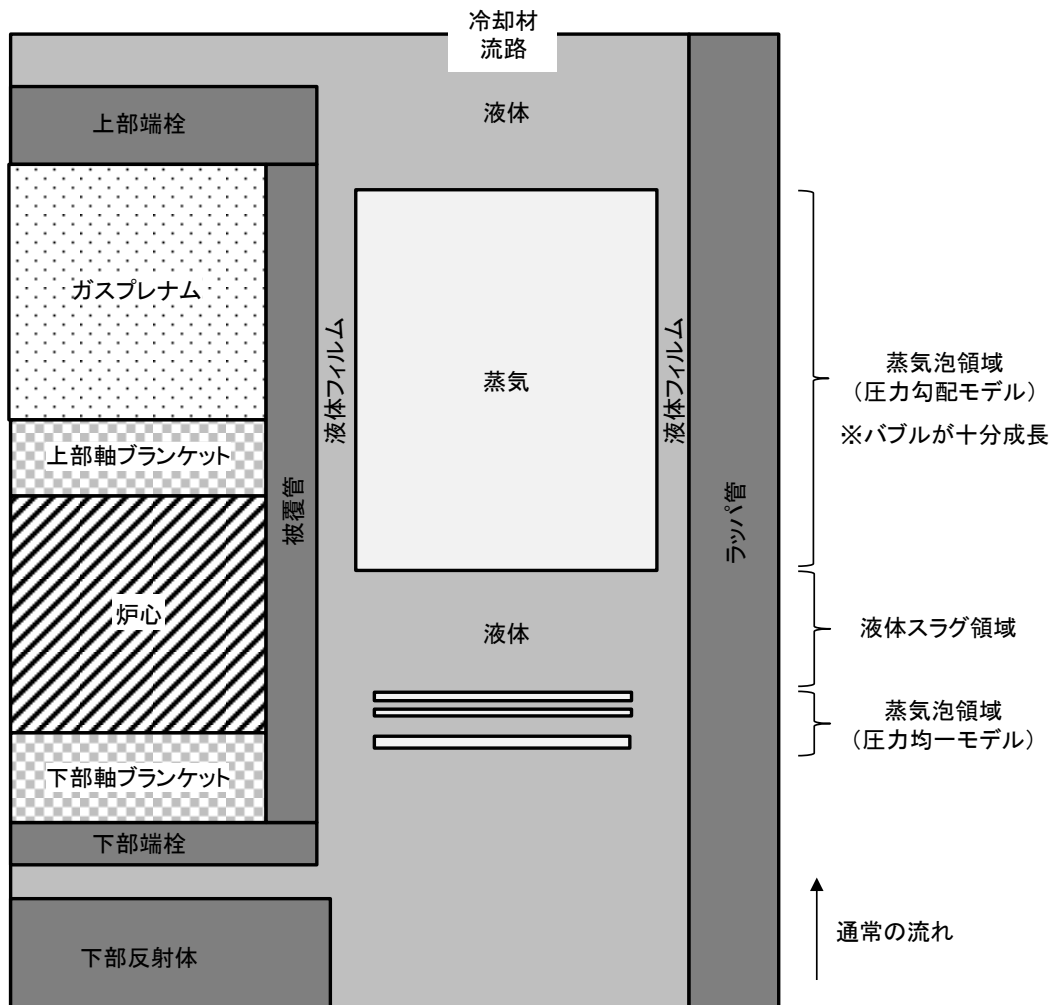 冷却材
流路
液体
上部端栓
ガスプレナム
液体フィルム
蒸気
液体フィルム
蒸気泡領域
（圧力勾配モデル）
※バブルが十分成長
上部軸ブランケット
被覆管
ラッパ管
炉心
液体
液体スラグ領域
蒸気泡領域
（圧力均一モデル）
下部軸ブランケット
下部端栓
通常の流れ
下部反射体